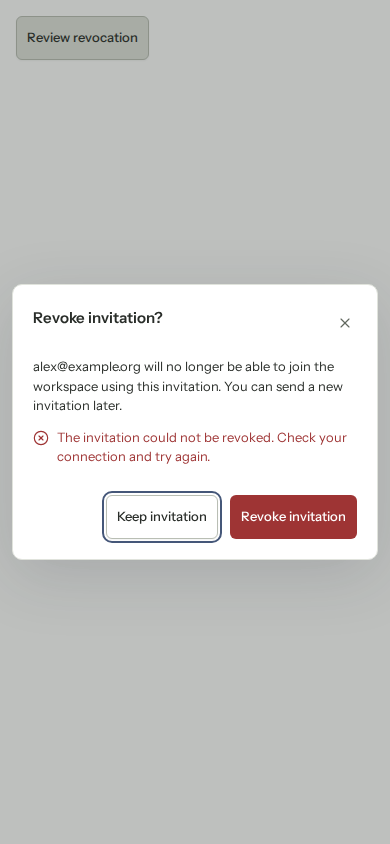 Review revocation
Revoke invitation?
alex@example.org will no longer be able to join the
workspace using this invitation. You can send a new
invitation later.
The invitation could not be revoked. Check your
connection and try again.
Keep invitation
Revoke invitation